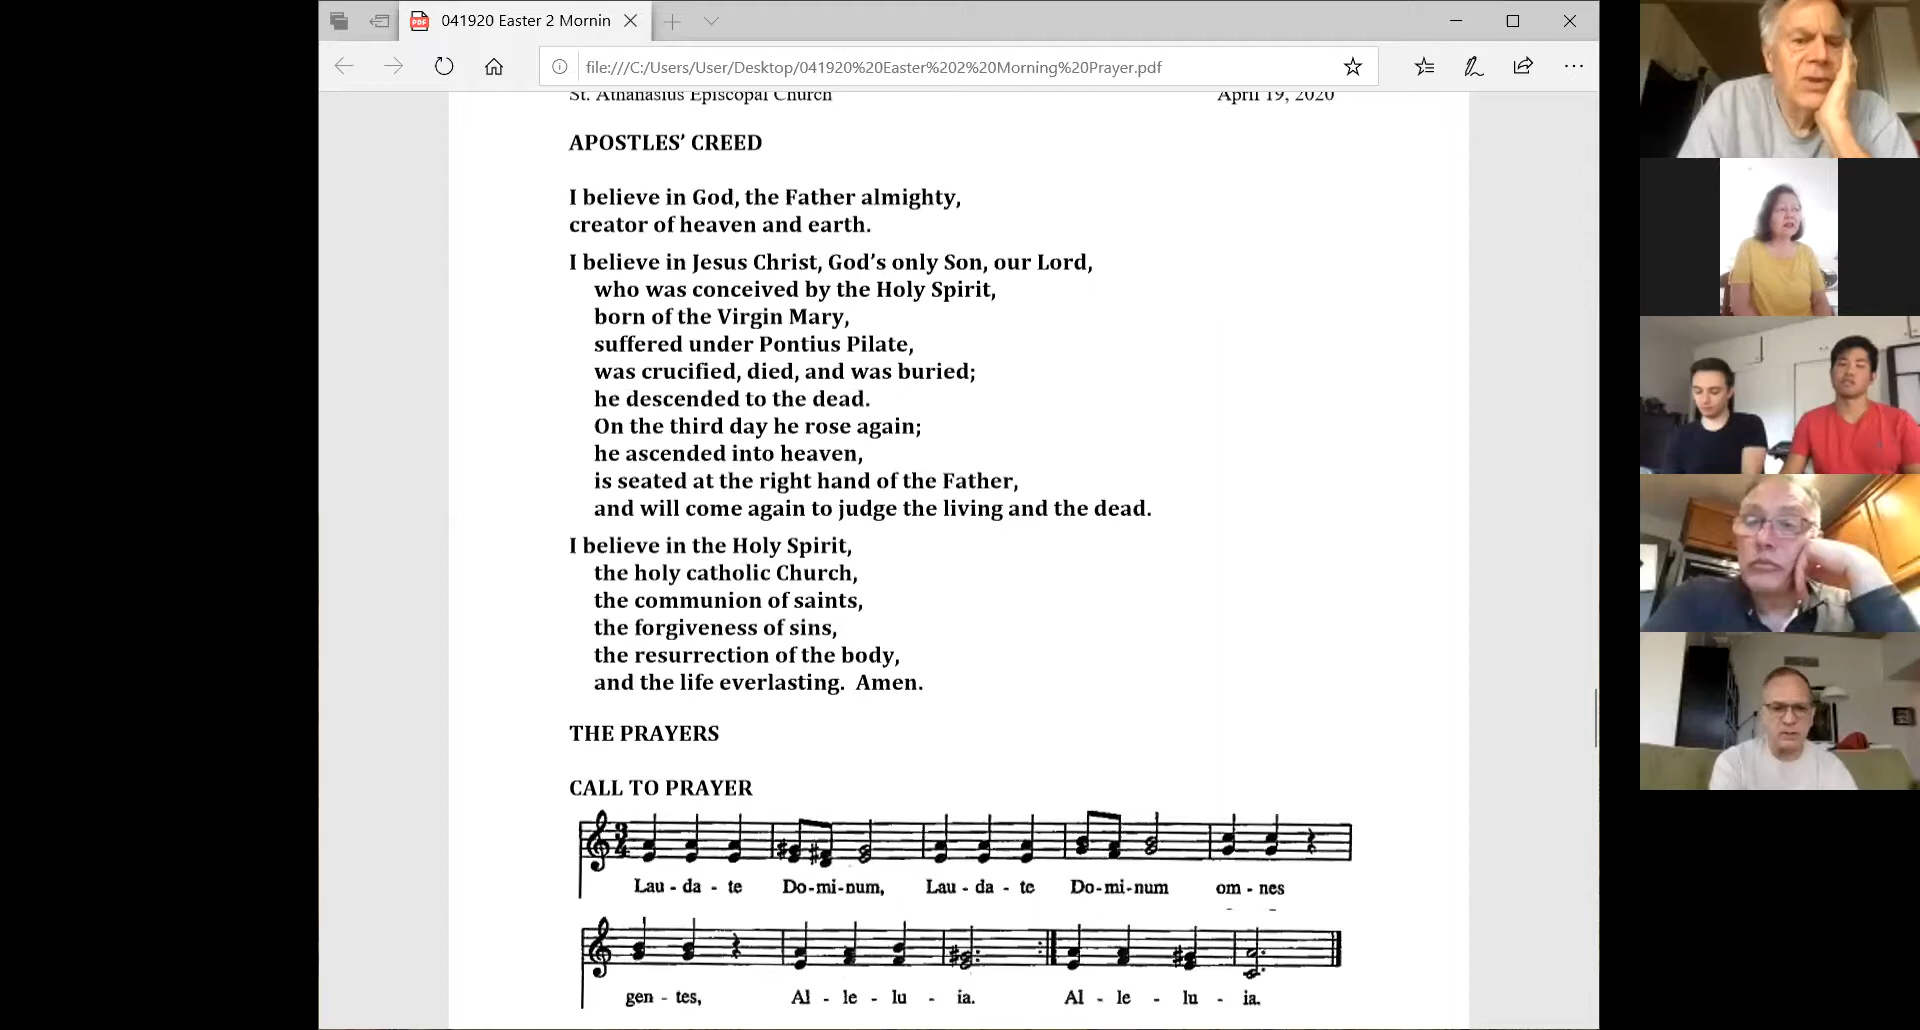 041920 Easter 2 Mornin
file:///C:/Users/User/Desktop/041920%20Easter%202%20Morning%20Prayer.pdf
St. Athanasius Episcopal Church April 19, 2020
APOSTLES’ CREED
I believe in God, the Father almighty,
creator of heaven and earth.
I believe in Jesus Christ, God’s only Son, our Lord,
who was conceived by the Holy Spirit,
born of the Virgin Mary,
suffered under Pontius Pilate,
was crucified, died, and was buried;
he descended to the dead.
On the third day he rose again;
he ascended into heaven,
is seated at the right hand of the Father,
and will come again to judge the living and the dead.
I believe in the Holy Spirit,
the holy catholic Church,
the communion of saints,
the forgiveness of sins,
the resurrection of the body,
and the life everlasting.  Amen.
THE PRAYERS
CALL TO PRAYER
3
4
Lau - da - te Do-mi-num, Lau - da - te Do-mi-num om - nes
gen - tes, Al - le - lu - ia. Al - le - lu - ia.